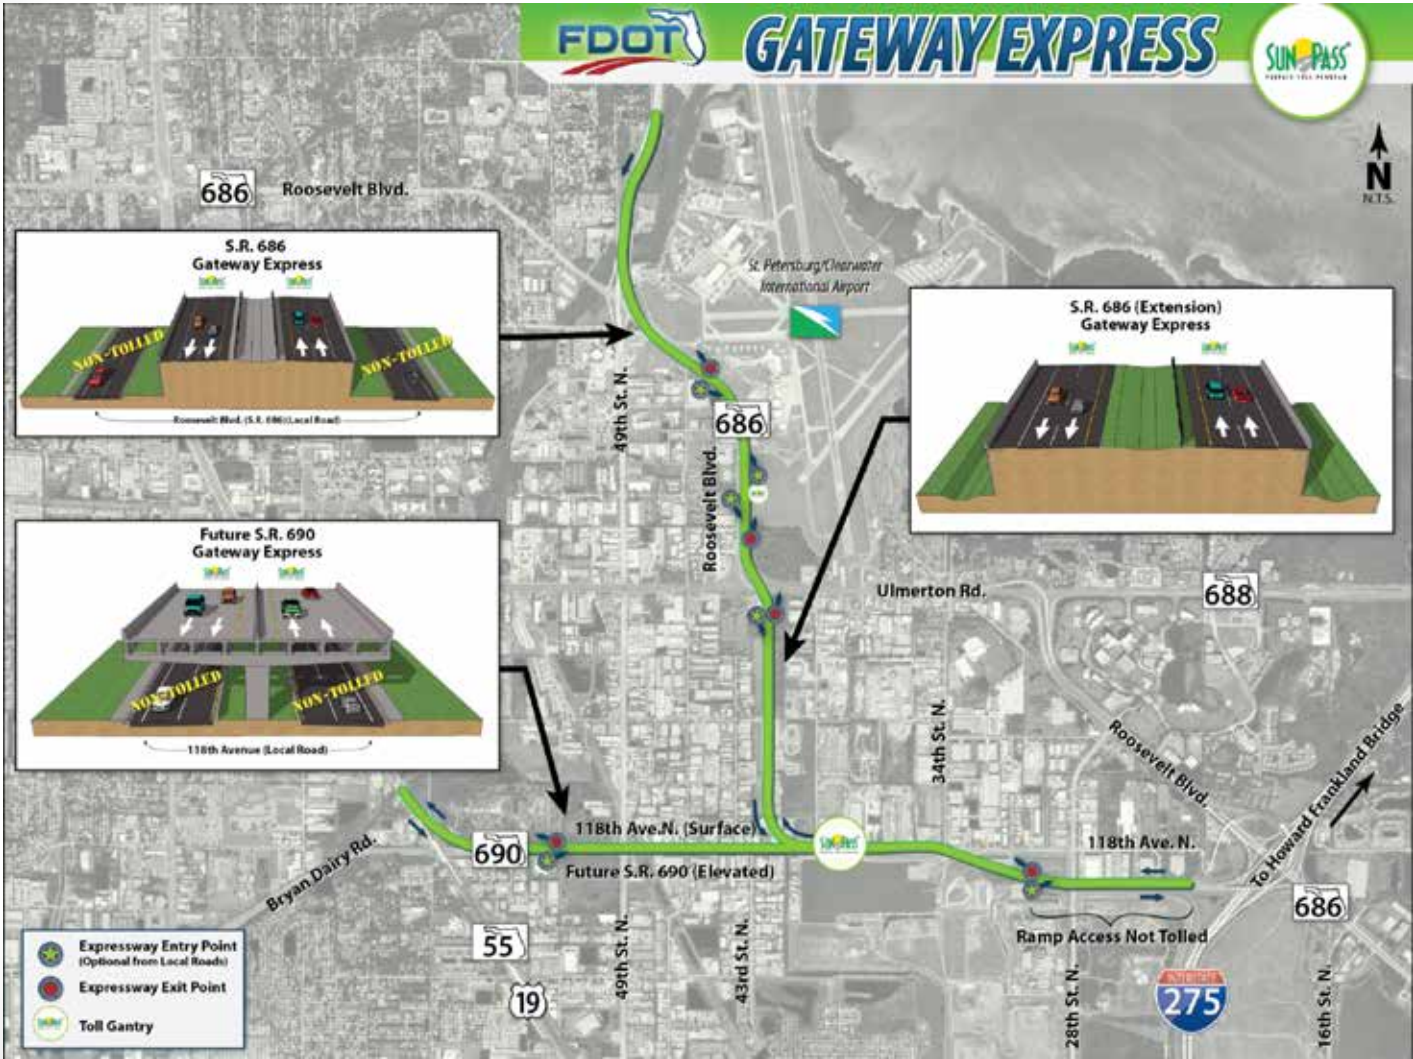 FDOT
GATEWAY EXPRESS
SUNPASS
PREPAID TOLL PROGRAM
N
N.T.S.
686
Roosevelt Blvd.
S.R. 686
Gateway Express
NON-TOLLED
NON-TOLLED
Roosevelt Blvd. (S.R. 686)(Local Road)
St. Petersburg/Clearwater
International Airport
S.R. 686 (Extension)
Gateway Express
49th St. N.
686
Roosevelt Blvd.
Future S.R. 690
Gateway Express
NON-TOLLED
NON-TOLLED
118th Avenue (Local Road)
Ulmerton Rd.
688
34th St. N.
Roosevelt Blvd.
To Howard Frankland Bridge
118th Ave.N. (Surface)
SUNPASS
118th Ave. N.
690
Future S.R. 690 (Elevated)
Bryan Dairy Rd.
686
Ramp Access Not Tolled
55
49th St. N.
43rd St. N.
28th St. N.
16th St. N.
19
INTERSTATE
275
Expressway Entry Point
(Optional from Local Roads)
Expressway Exit Point
SUNPASS
Toll Gantry